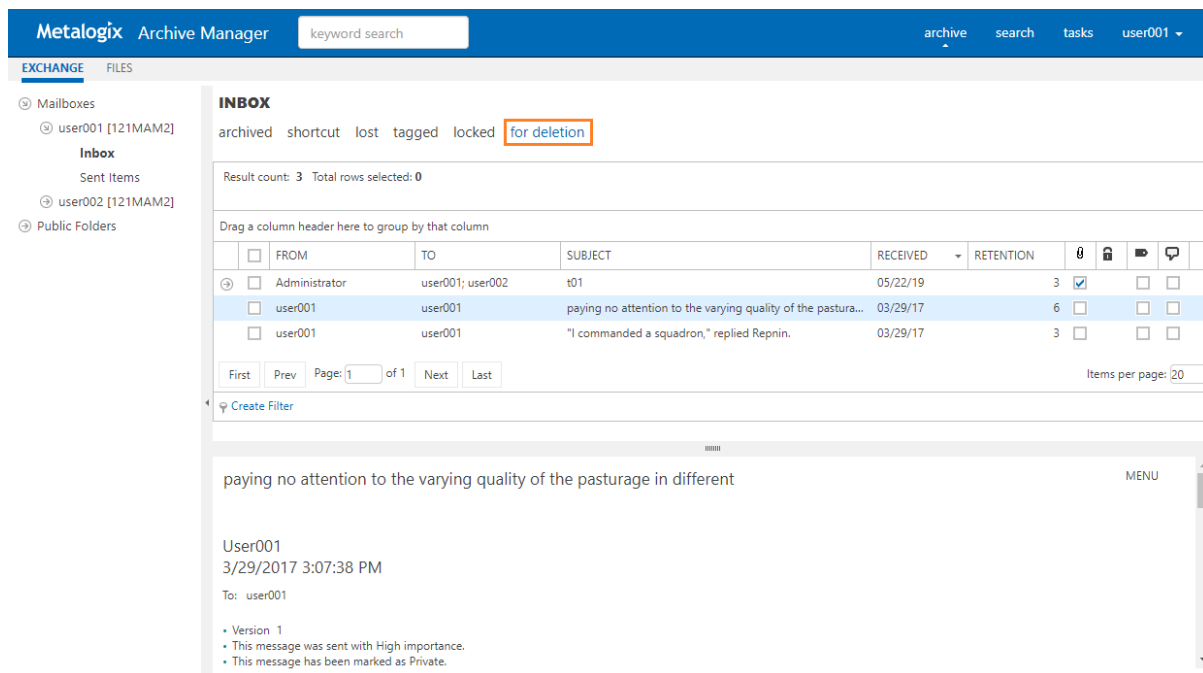 Metalogix Archive Manager keyword search archive search tasks user001
EXCHANGE FILES
Mailboxes
user001 [121MAM2]
Inbox
Sent Items
user002 [121MAM2]
Public Folders
INBOX
archived shortcut lost tagged locked for deletion
Result count: 3 Total rows selected: 0
Drag a column header here to group by that column
FROM TO SUBJECT RECEIVED RETENTION
Administrator user001; user002 t01 05/22/19 3
user001 user001 paying no attention to the varying quality of the pastura... 03/29/17 6
user001 user001 "I commanded a squadron," replied Repnin. 03/29/17 3
First Prev Page: 1 of 1 Next Last Items per page: 20
Create Filter
paying no attention to the varying quality of the pasturage in different MENU
User001
3/29/2017 3:07:38 PM
To: user001
• Version 1
• This message was sent with High importance.
• This message has been marked as Private.